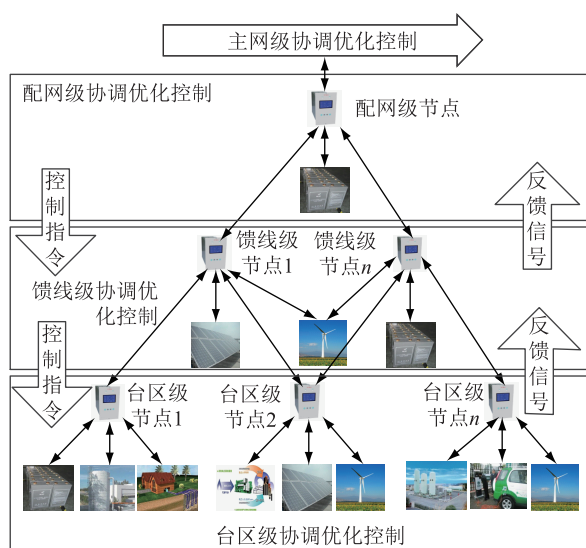 主网级协调优化控制
配网级协调优化控制
配网级节点
控制指令
反馈信号
馈线级
节点1
馈线级
节点n
馈线级协调优
化控制
控制指令
反馈信号
台区级
节点1
台区级
节点2
台区级
节点n
台区级协调优化控制